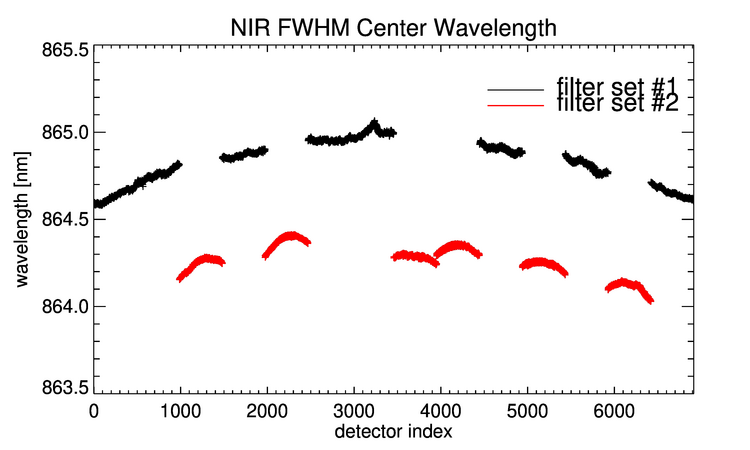 NIR FWHM Center Wavelength
865.5
filter set #1
filter set #2
865.0
wavelength [nm]
864.5
864.0
863.5
0 1000 2000 3000 4000 5000 6000
detector index